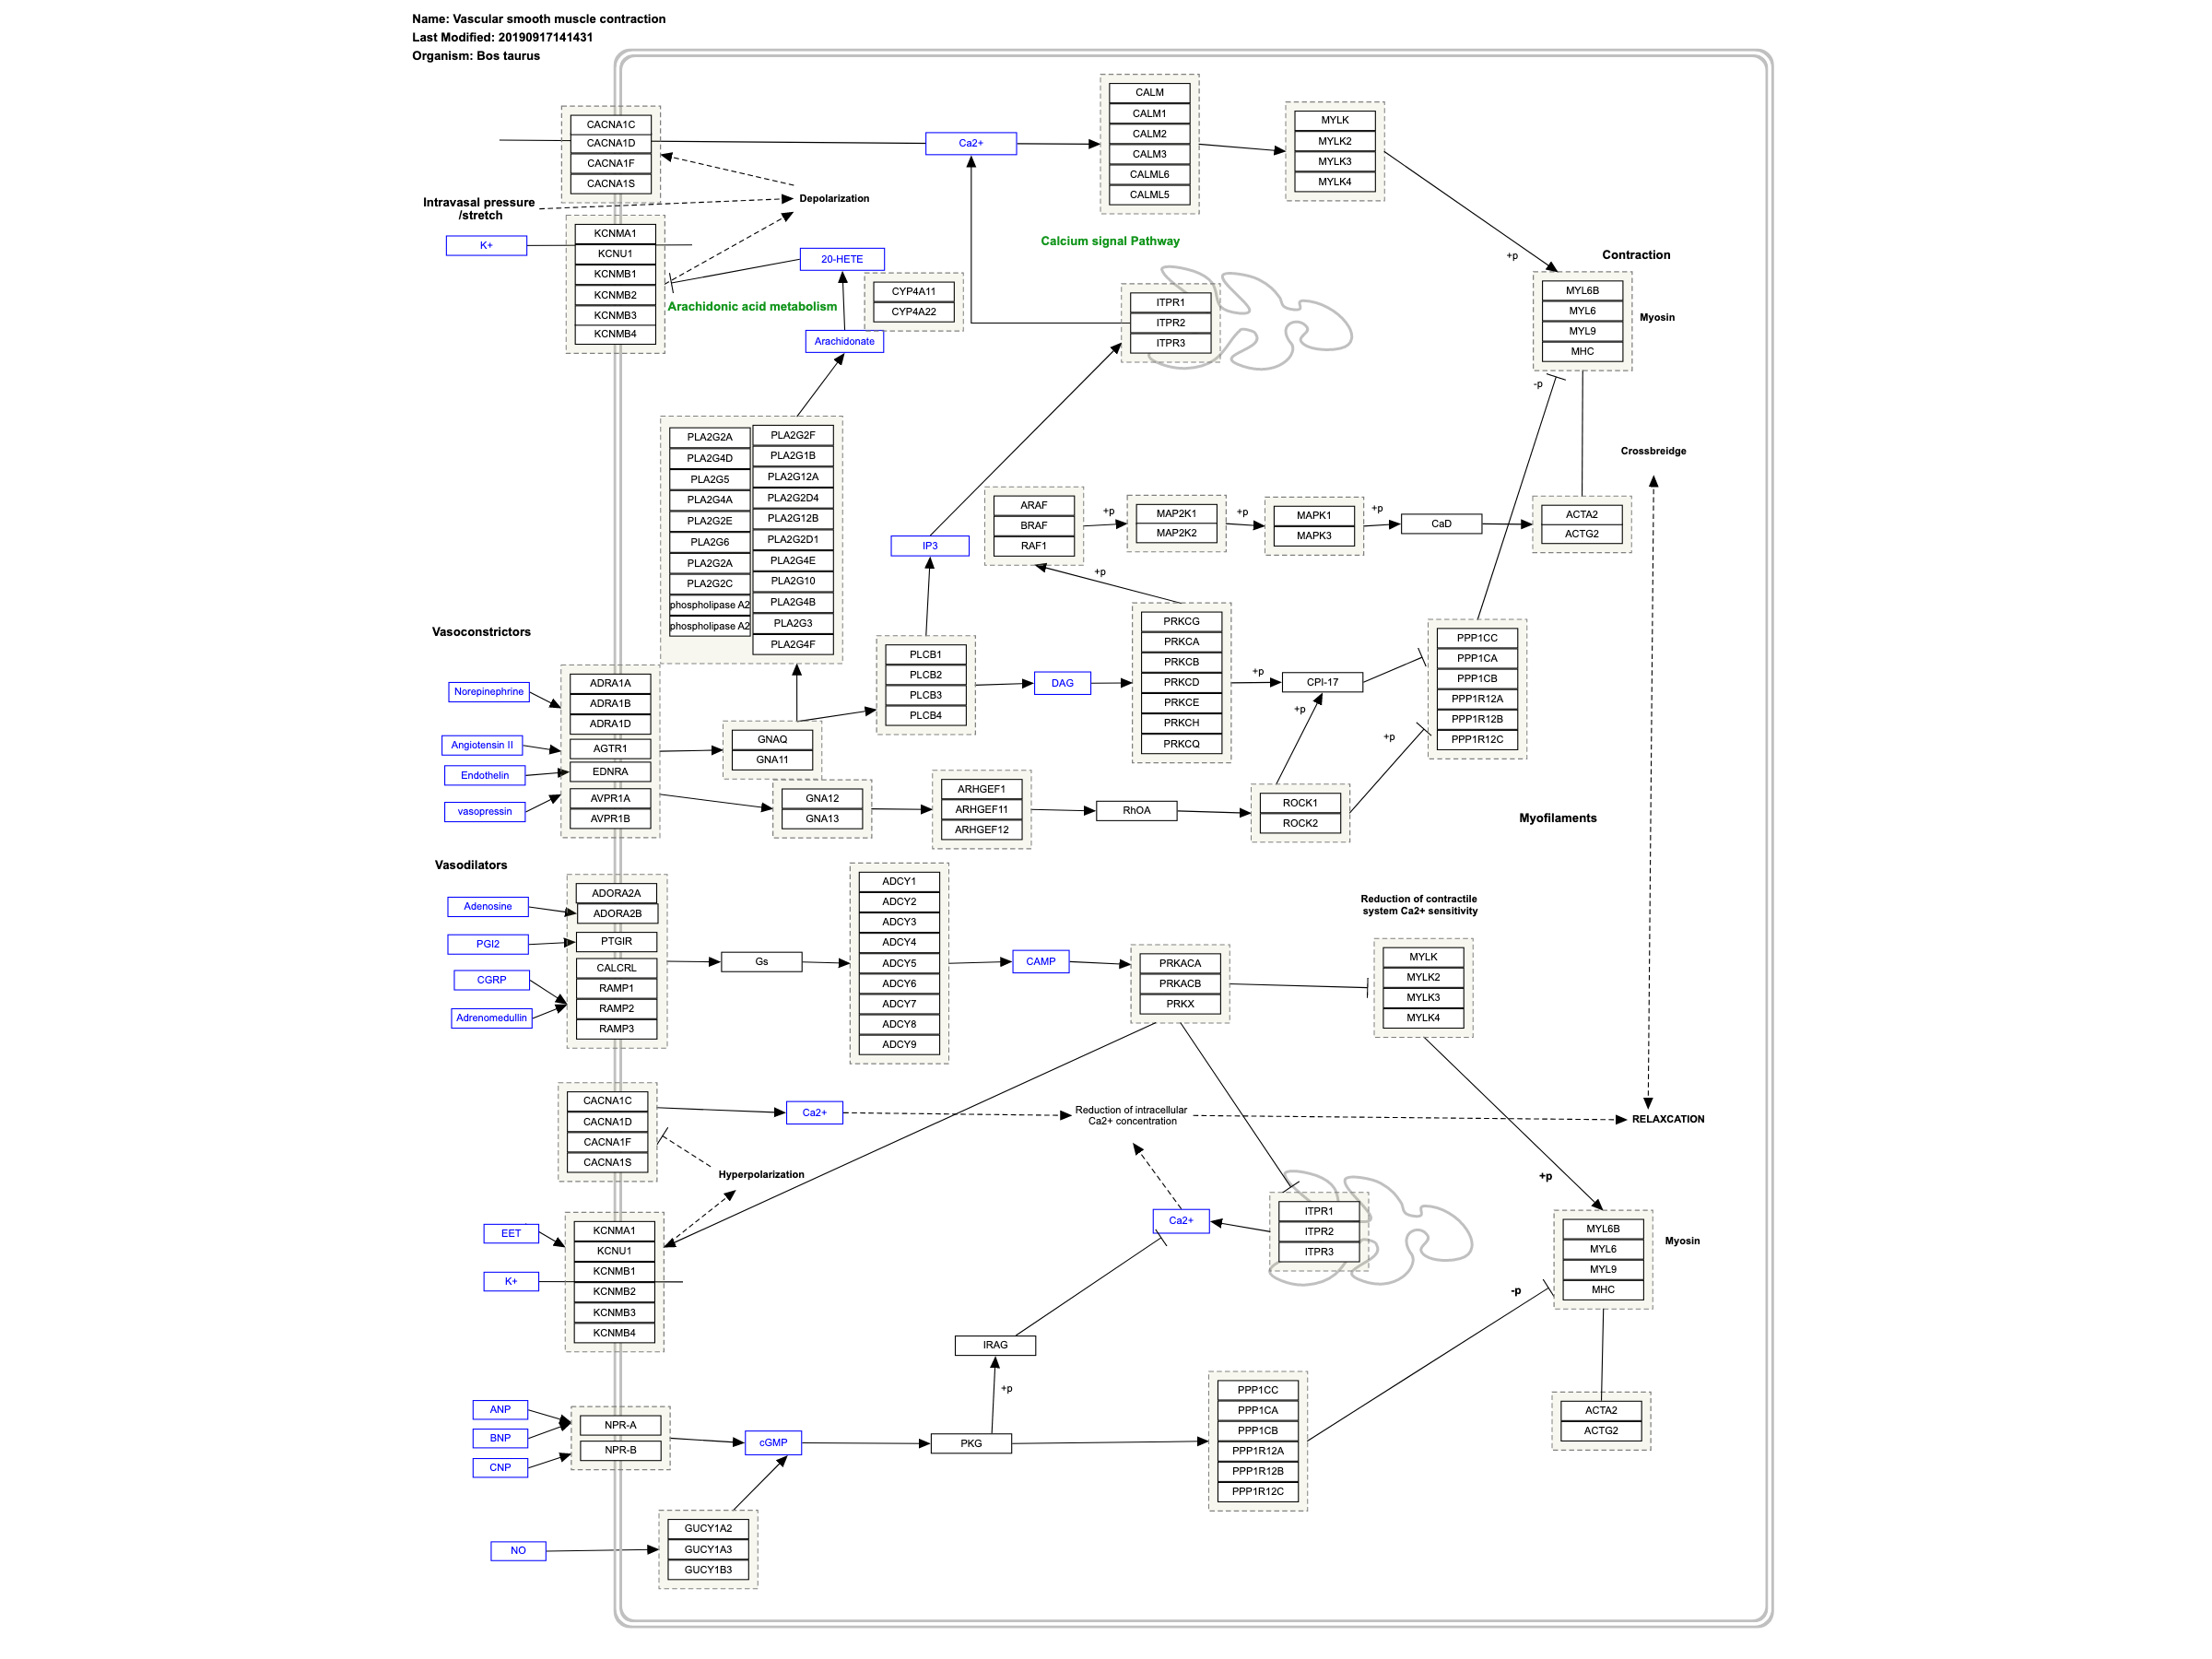 Name: Vascular smooth muscle contraction
Last Modified: 20190917141431
Organism: Bos taurus
CACNA1C
CACNA1D
CACNA1F
CACNA1S
Ca2+
CALM
CALM1
CALM2
CALM3
CALML6
CALML5
MYLK
MYLK2
MYLK3
MYLK4
Intravasal pressure
/stretch
Depolarization
K+
KCNMA1
KCNU1
KCNMB1
KCNMB2
KCNMB3
KCNMB4
20-HETE
CYP4A11
CYP4A22
Arachidonic acid metabolism
Arachidonate
Calcium signal Pathway
ITPR1
ITPR2
ITPR3
+p
Contraction
MYL6B
MYL6
MYL9
MHC
Myosin
-p
Crossbreidge
PLA2G2A
PLA2G4D
PLA2G5
PLA2G4A
PLA2G2E
PLA2G6
PLA2G2A
PLA2G2C
phospholipase A2
phospholipase A2
PLA2G2F
PLA2G1B
PLA2G12A
PLA2G2D4
PLA2G12B
PLA2G2D1
PLA2G4E
PLA2G10
PLA2G4B
PLA2G3
PLA2G4F
IP3
ARAF
BRAF
RAF1
+p
MAP2K1
MAP2K2
+p
MAPK1
MAPK3
+p
CaD
ACTA2
ACTG2
+p
Vasoconstrictors
Norepinephrine
Angiotensin II
Endothelin
vasopressin
ADRA1A
ADRA1B
ADRA1D
AGTR1
EDNRA
AVPR1A
AVPR1B
GNAQ
GNA11
PLCB1
PLCB2
PLCB3
PLCB4
DAG
PRKCG
PRKCA
PRKCB
PRKCD
PRKCE
PRKCH
PRKCQ
+p
CPI-17
+p
+p
PPP1CC
PPP1CA
PPP1CB
PPP1R12A
PPP1R12B
PPP1R12C
GNA12
GNA13
ARHGEF1
ARHGEF11
ARHGEF12
RhOA
ROCK1
ROCK2
Myofilaments
Vasodilators
Adenosine
PGI2
CGRP
Adrenomedullin
ADORA2A
ADORA2B
PTGIR
CALCRL
RAMP1
RAMP2
RAMP3
Gs
ADCY1
ADCY2
ADCY3
ADCY4
ADCY5
ADCY6
ADCY7
ADCY8
ADCY9
CAMP
PRKACA
PRKACB
PRKX
Reduction of contractile
system Ca2+ sensitivity
MYLK
MYLK2
MYLK3
MYLK4
CACNA1C
CACNA1D
CACNA1F
CACNA1S
Ca2+
Reduction of intracellular
Ca2+ concentration
RELAXCATION
Hyperpolarization
+p
EET
K+
KCNMA1
KCNU1
KCNMB1
KCNMB2
KCNMB3
KCNMB4
Ca2+
ITPR1
ITPR2
ITPR3
MYL6B
MYL6
MYL9
MHC
Myosin
-p
IRAG
+p
ANP
BNP
CNP
NPR-A
NPR-B
cGMP
PKG
PPP1CC
PPP1CA
PPP1CB
PPP1R12A
PPP1R12B
PPP1R12C
ACTA2
ACTG2
NO
GUCY1A2
GUCY1A3
GUCY1B3